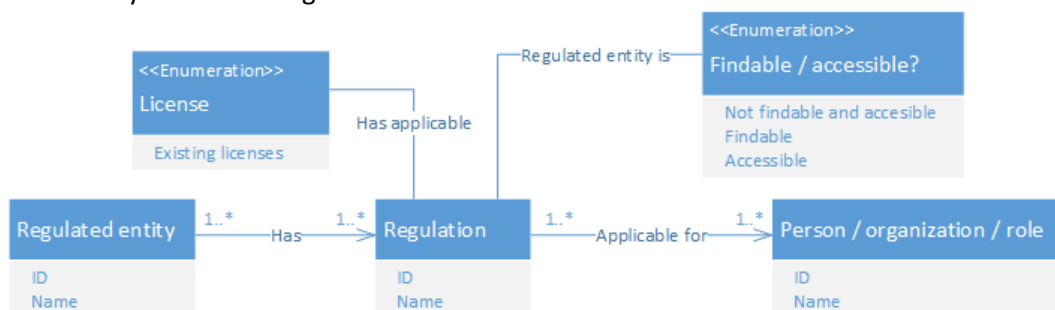 <<Enumeration>>
Findable / accessible?
Not findable and accesible
Findable
Accessible
Regulated entity is
<<Enumeration>>
License
Existing licenses
Has applicable
Regulated entity
ID
Name
1..*
Has
1..*
Regulation
ID
Name
1..*
Applicable for
1..*
Person / organization / role
ID
Name